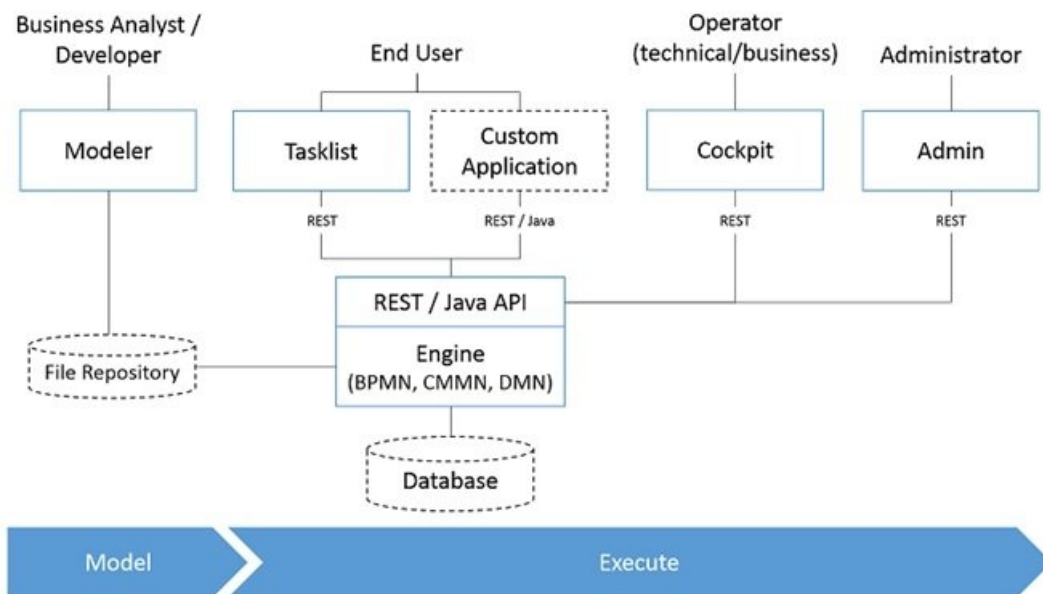 Business Analyst /
Developer
End User
Operator
(technical/business)
Administrator
Modeler
Tasklist
Custom
Application
Cockpit
Admin
REST
REST / Java
REST
REST
REST / Java API
Engine
(BPMN, CMMN, DMN)
File Repository
Database
Model
Execute